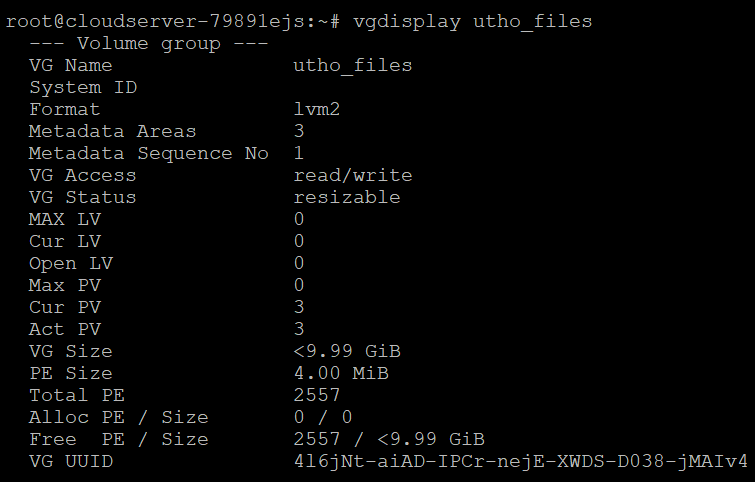 root@cloudserver-79891ejs:~# vgdisplay utho_files
--- Volume group ---
VG Name utho_files
System ID
Format lvm2
Metadata Areas 3
Metadata Sequence No 1
VG Access read/write
VG Status resizable
MAX LV 0
Cur LV 0
Open LV 0
Max PV 0
Cur PV 3
Act PV 3
VG Size <9.99 GiB
PE Size 4.00 MiB
Total PE 2557
Alloc PE / Size 0 / 0
Free  PE / Size 2557 / <9.99 GiB
VG UUID 4l6jNt-aiAD-IPCr-nejE-XWDS-D038-jMAIv4